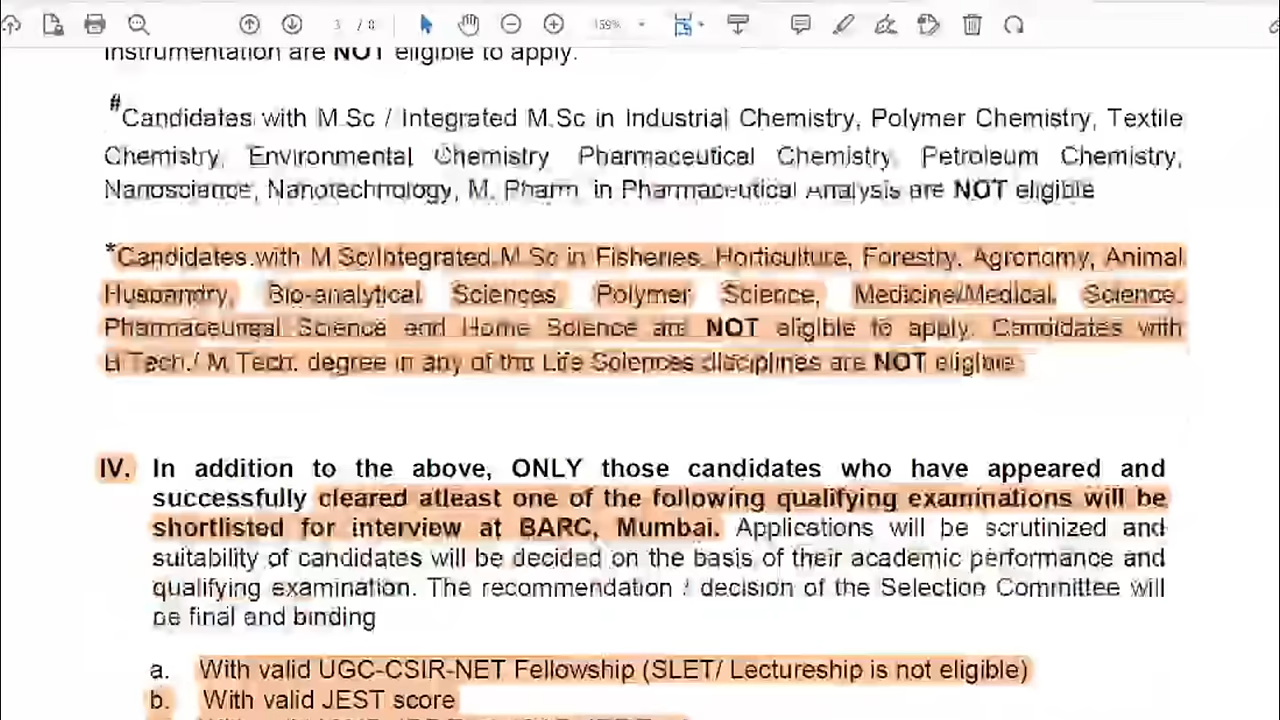 3 / 8 159%
Instrumentation are NOT eligible to apply.
#Candidates with M.Sc / Integrated M.Sc in Industrial Chemistry, Polymer Chemistry, Textile
Chemistry, Environmental Chemistry Pharmaceutical Chemistry, Petroleum Chemistry,
Nanoscience, Nanotechnology, M. Pharm. in Pharmaceutical Analysis are NOT eligible
*Candidates with M.Sc/Integrated M.Sc in Fisheries, Horticulture, Forestry, Agronomy, Animal
Husbandry, Bio-analytical Sciences, Polymer Science, Medicine/Medical Science,
Pharmaceutical Science and Home Science are NOT eligible to apply. Candidates with
B.Tech./ M.Tech. degree in any of the Life Sciences disciplines are NOT eligible.
IV. In addition to the above, ONLY those candidates who have appeared and
successfully cleared atleast one of the following qualifying examinations will be
shortlisted for interview at BARC, Mumbai. Applications will be scrutinized and
suitability of candidates will be decided on the basis of their academic performance and
qualifying examination. The recommendation / decision of the Selection Committee will
be final and binding
a. With valid UGC-CSIR-NET Fellowship (SLET/ Lectureship is not eligible)
b. With valid JEST score